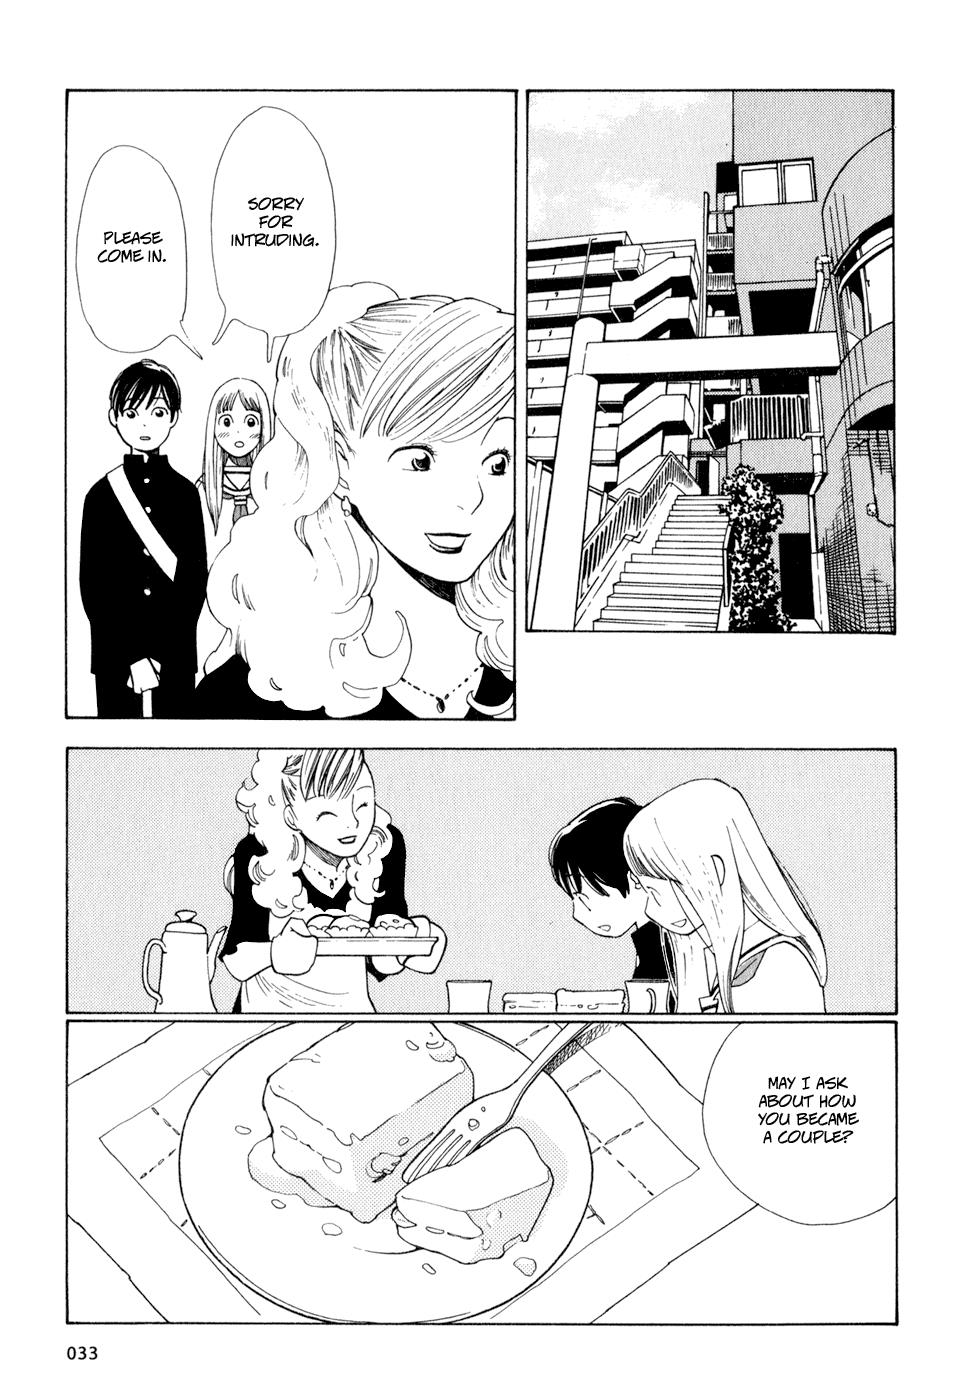 SORRY
FOR
INTRUDING.
PLEASE
COME IN.
MAY I ASK
ABOUT HOW
YOU BECAME
A COUPLE?
033